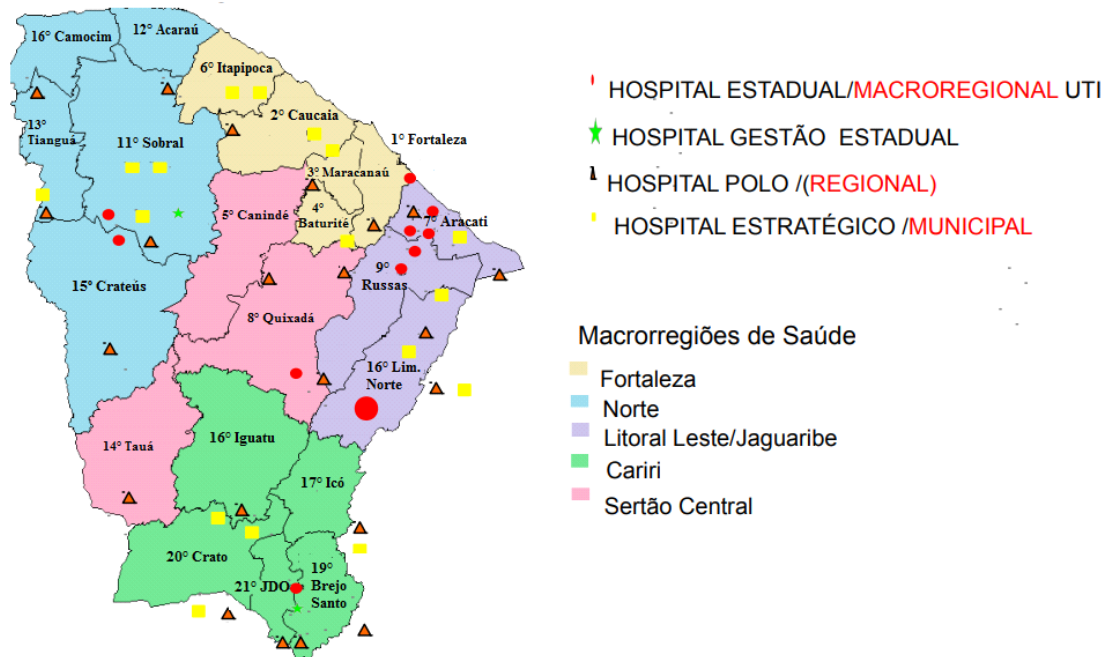 16° Camocim
12° Acaraú
6° Itapipoca
2° Caucaia
1° Fortaleza
13°
Tianguá
11° Sobral
3° Maracanaú
5° Canindé
4°
Baturité
7° Aracati
9°
Russas
15° Crateús
8° Quixadá
16° Lim.
Norte
14° Tauá
16° Iguatu
17° Icó
20° Crato
21° JDO
19°
Brejo
Santo
HOSPITAL ESTADUAL/MACROREGIONAL UTI
HOSPITAL GESTÃO ESTADUAL
HOSPITAL POLO /(REGIONAL)
HOSPITAL ESTRATÉGICO /MUNICIPAL
Macrorregiões de Saúde
Fortaleza
Norte
Litoral Leste/Jaguaribe
Cariri
Sertão Central